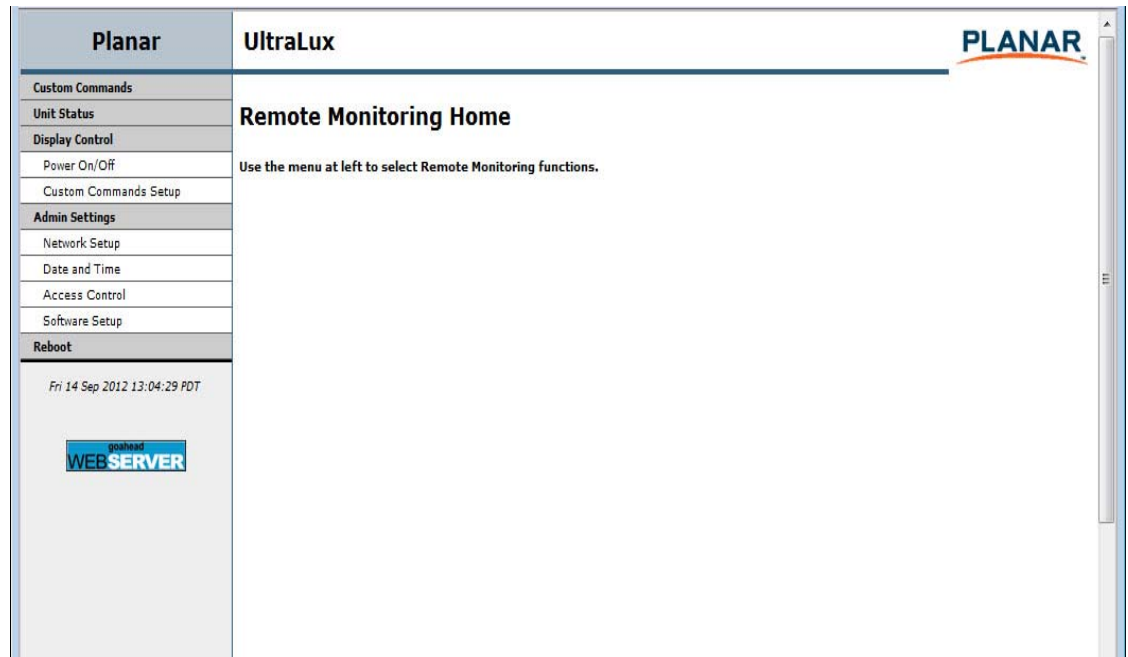 Planar
UltraLux
PLANAR
Custom Commands
Unit Status
Display Control
Power On/Off
Custom Commands Setup
Admin Settings
Network Setup
Date and Time
Access Control
Software Setup
Reboot
Fri 14 Sep 2012 13:04:29 PDT
goahead
WEBSERVER
Remote Monitoring Home
Use the menu at left to select Remote Monitoring functions.